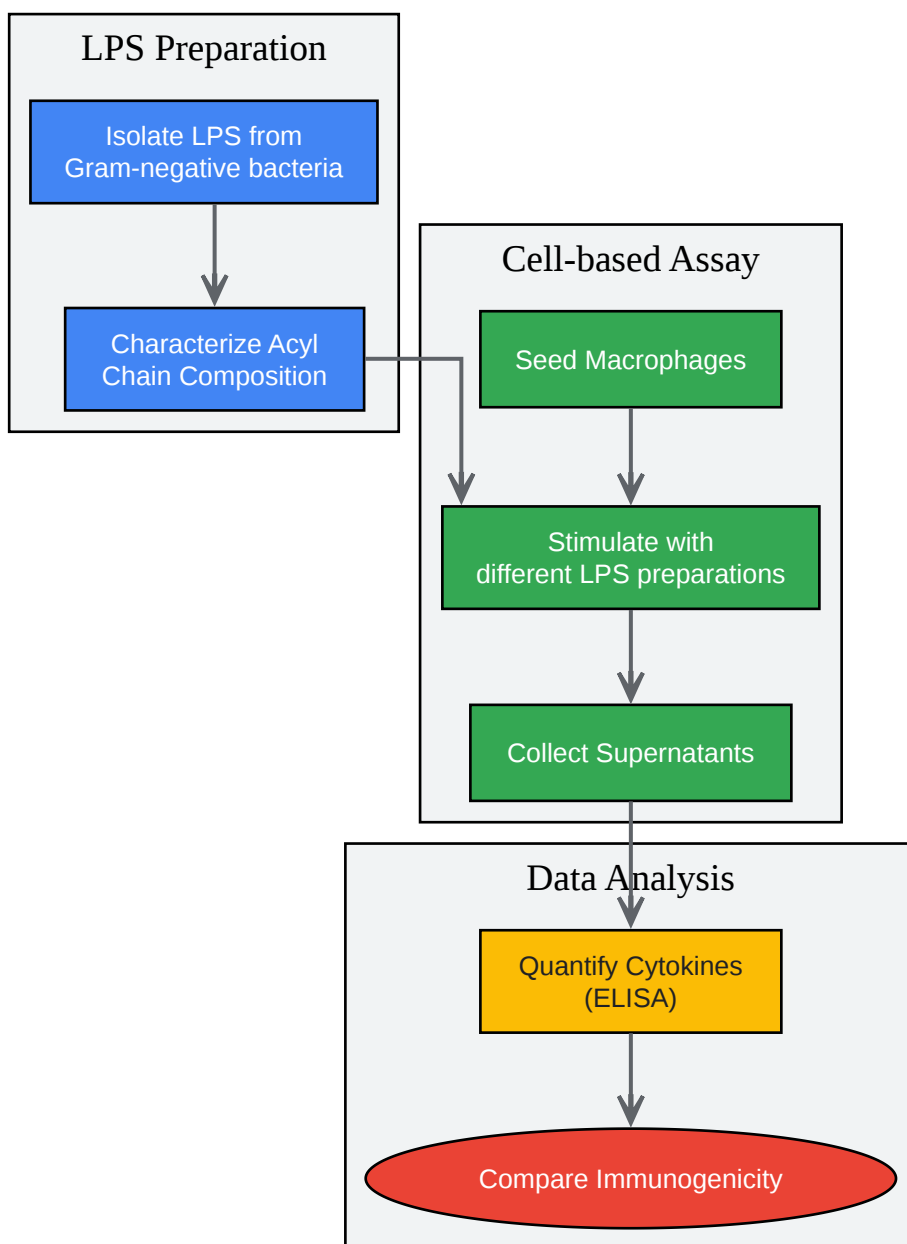 LPS Preparation
Isolate LPS from
Gram-negative bacteria
Characterize Acyl
Chain Composition
Cell-based Assay
Seed Macrophages
Stimulate with
different LPS preparations
Collect Supernatants
Data Analysis
Quantify Cytokines
(ELISA)
Compare Immunogenicity